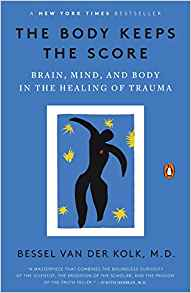 A NEW YORK TIMES BESTSELLER
THE BODY KEEPS
THE SCORE
BRAIN, MIND, AND BODY
IN THE HEALING OF TRAUMA
BESSEL VAN DER KOLK, M.D.
"A MASTERPIECE THAT COMBINES THE BOUNDLESS CURIOSITY
OF THE SCIENTIST, THE ERUDITION OF THE SCHOLAR, AND THE PASSION
OF THE TRUTH TELLER."